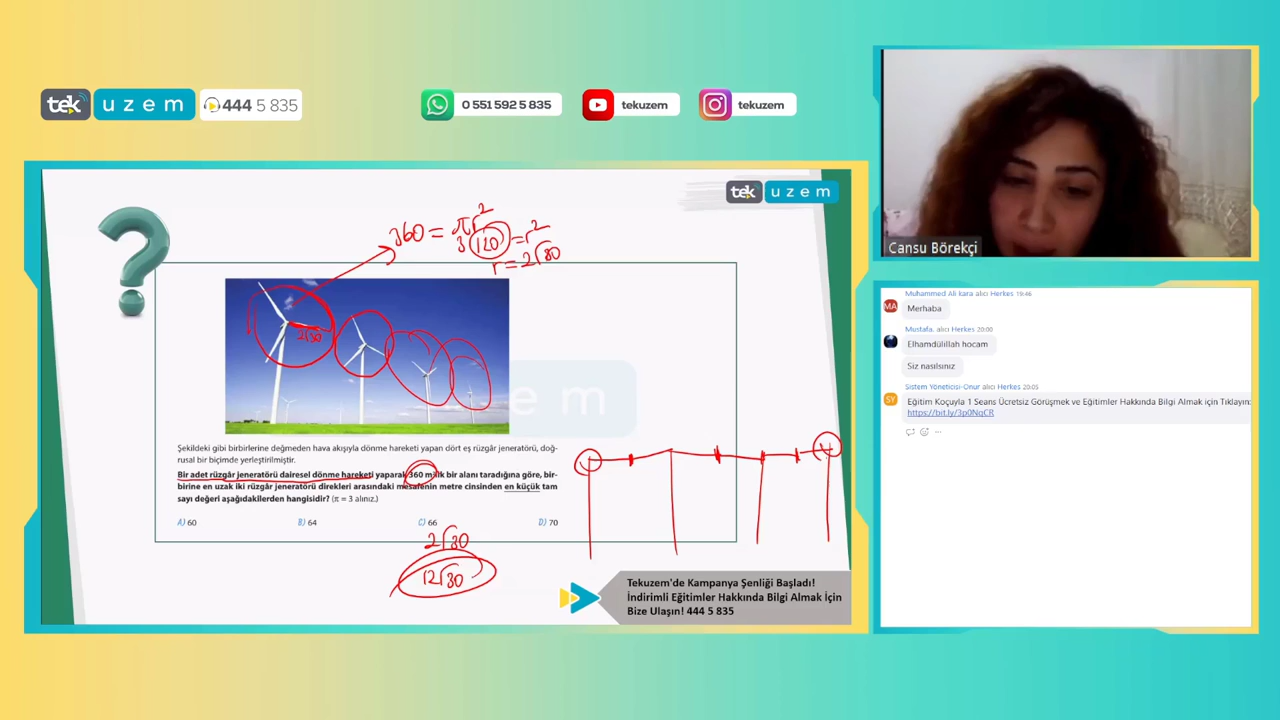 tek uzem 444 5 835
0 551 592 5 835
tekuzem
tekuzem
tek uzem
360 = πr²
3 120 = r²
r = 2√30
2√30
e m
Şekildeki gibi birbirlerine değmeden hava akışıyla dönme hareketi yapan dört eş rüzgâr jeneratörü, doğ-
rusal bir biçimde yerleştirilmiştir.
Bir adet rüzgâr jeneratörü dairesel dönme hareketi yaparak 360 m²lik bir alanı taradığına göre, bir-
birine en uzak iki rüzgâr jeneratörü direkleri arasındaki mesafenin metre cinsinden en küçük tam
sayı değeri aşağıdakilerden hangisidir? (π = 3 alınız.)
A) 60 B) 64 C) 66 D) 70
2√30
12√30
Tekuzem'de Kampanya Şenliği Başladı!
İndirimli Eğitimler Hakkında Bilgi Almak İçin
Bize Ulaşın! 444 5 835
Cansu Börekçi
Muhammed Ali kara alıcı Herkes 19:46
MA
Merhaba
Mustafa. alıcı Herkes 20:00
Elhamdülillah hocam
Siz nasılsınız
Sistem Yöneticisi-Onur alıcı Herkes 20:05
SY
Eğitim Koçuyla 1 Seans Ücretsiz Görüşmek ve Eğitimler Hakkında Bilgi Almak için Tıklayın:
https://bit.ly/3p0NqCR